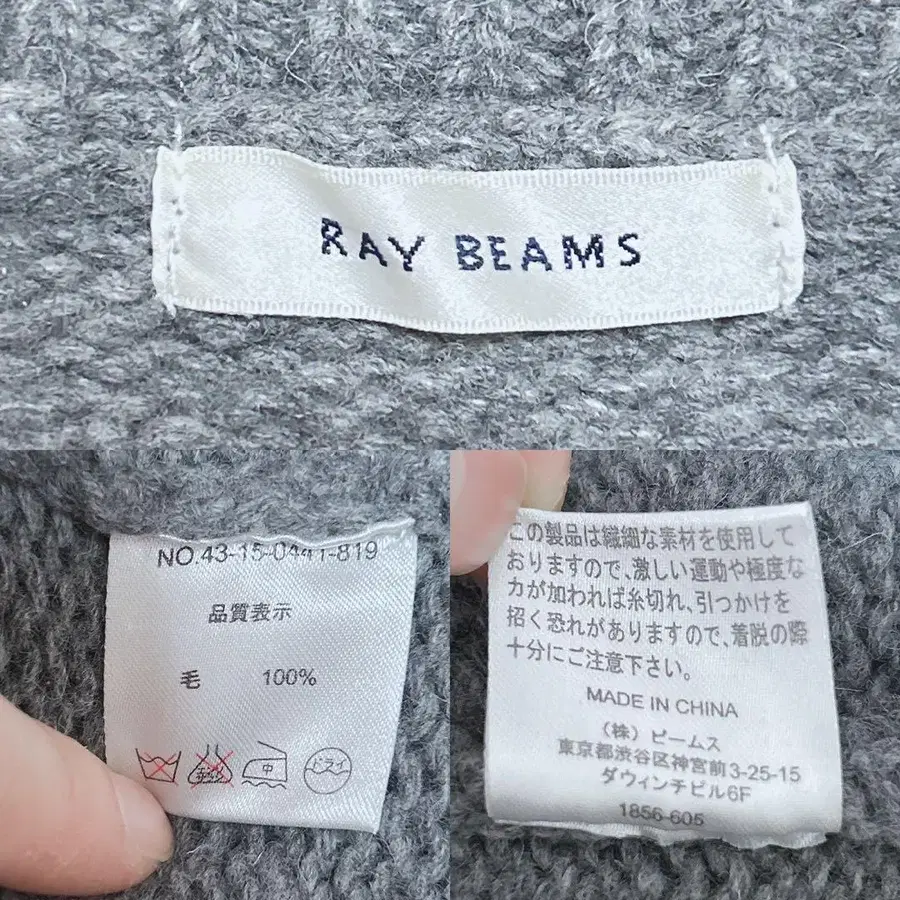 RAY BEAMS
NO.43-15-0441-819
品質表示
毛 100%
中
ドライ
この製品は繊細な素材を使用して
おりますので、激しい運動や極度な
力が加われば糸切れ、引つかけを
招く恐れがありますので、着脱の際
十分にご注意下さい。
MADE IN CHINA
(株) ビームス
東京都渋谷区神宮前3-25-15
ダヴィンチビル6F
1856-605